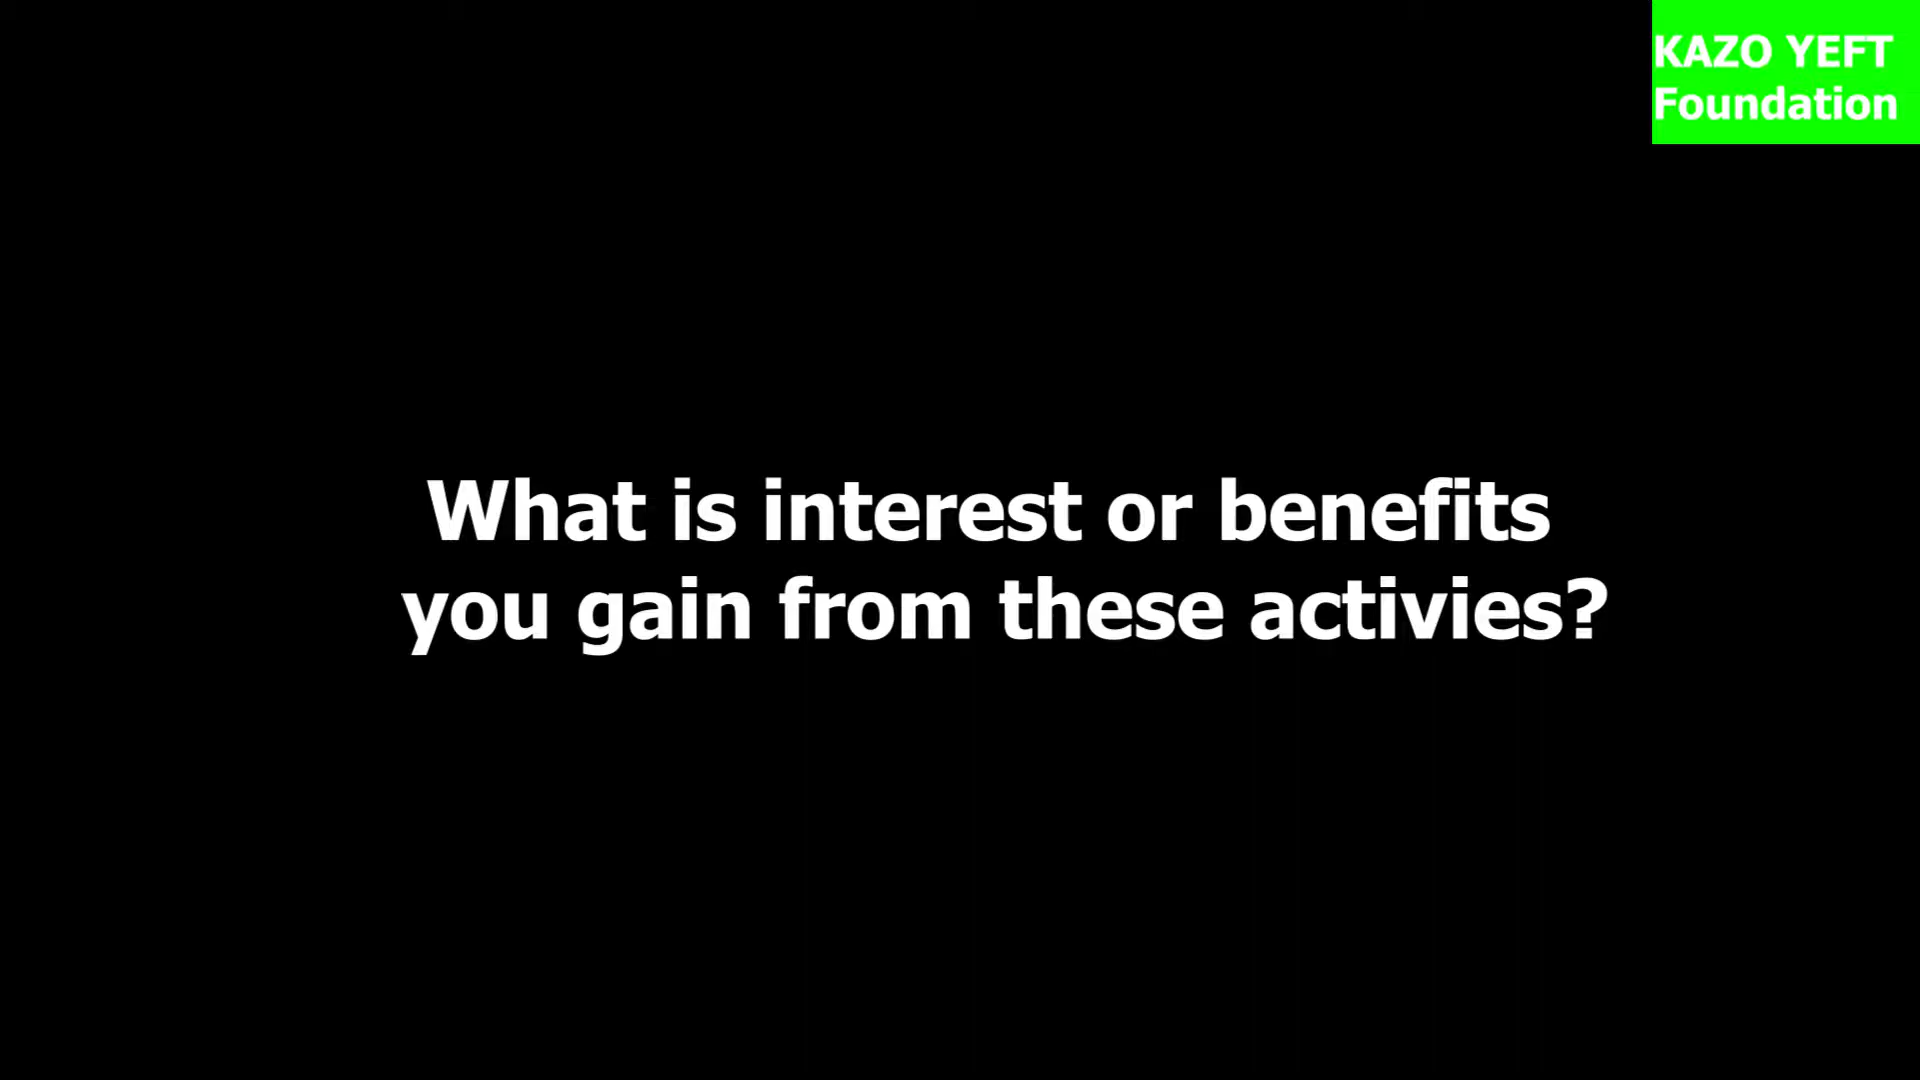 KAZO YEFT
Foundation
What is interest or benefits
you gain from these activies?